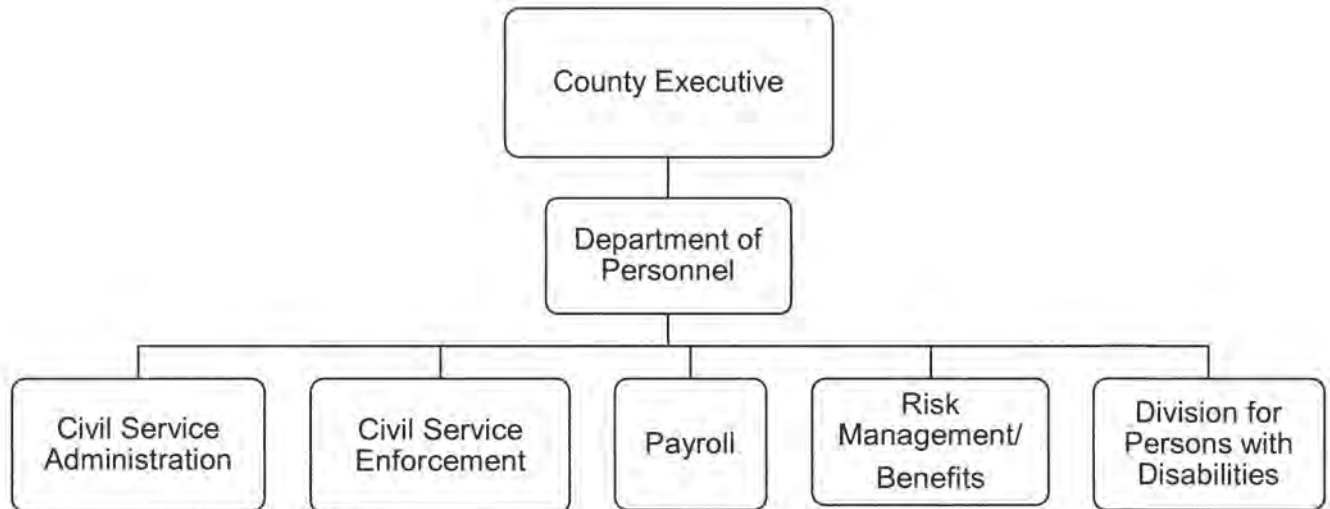 County Executive
Department of
Personnel
Civil Service
Administration
Civil Service
Enforcement
Payroll
Risk
Management/
Benefits
Division for
Persons with
Disabilities